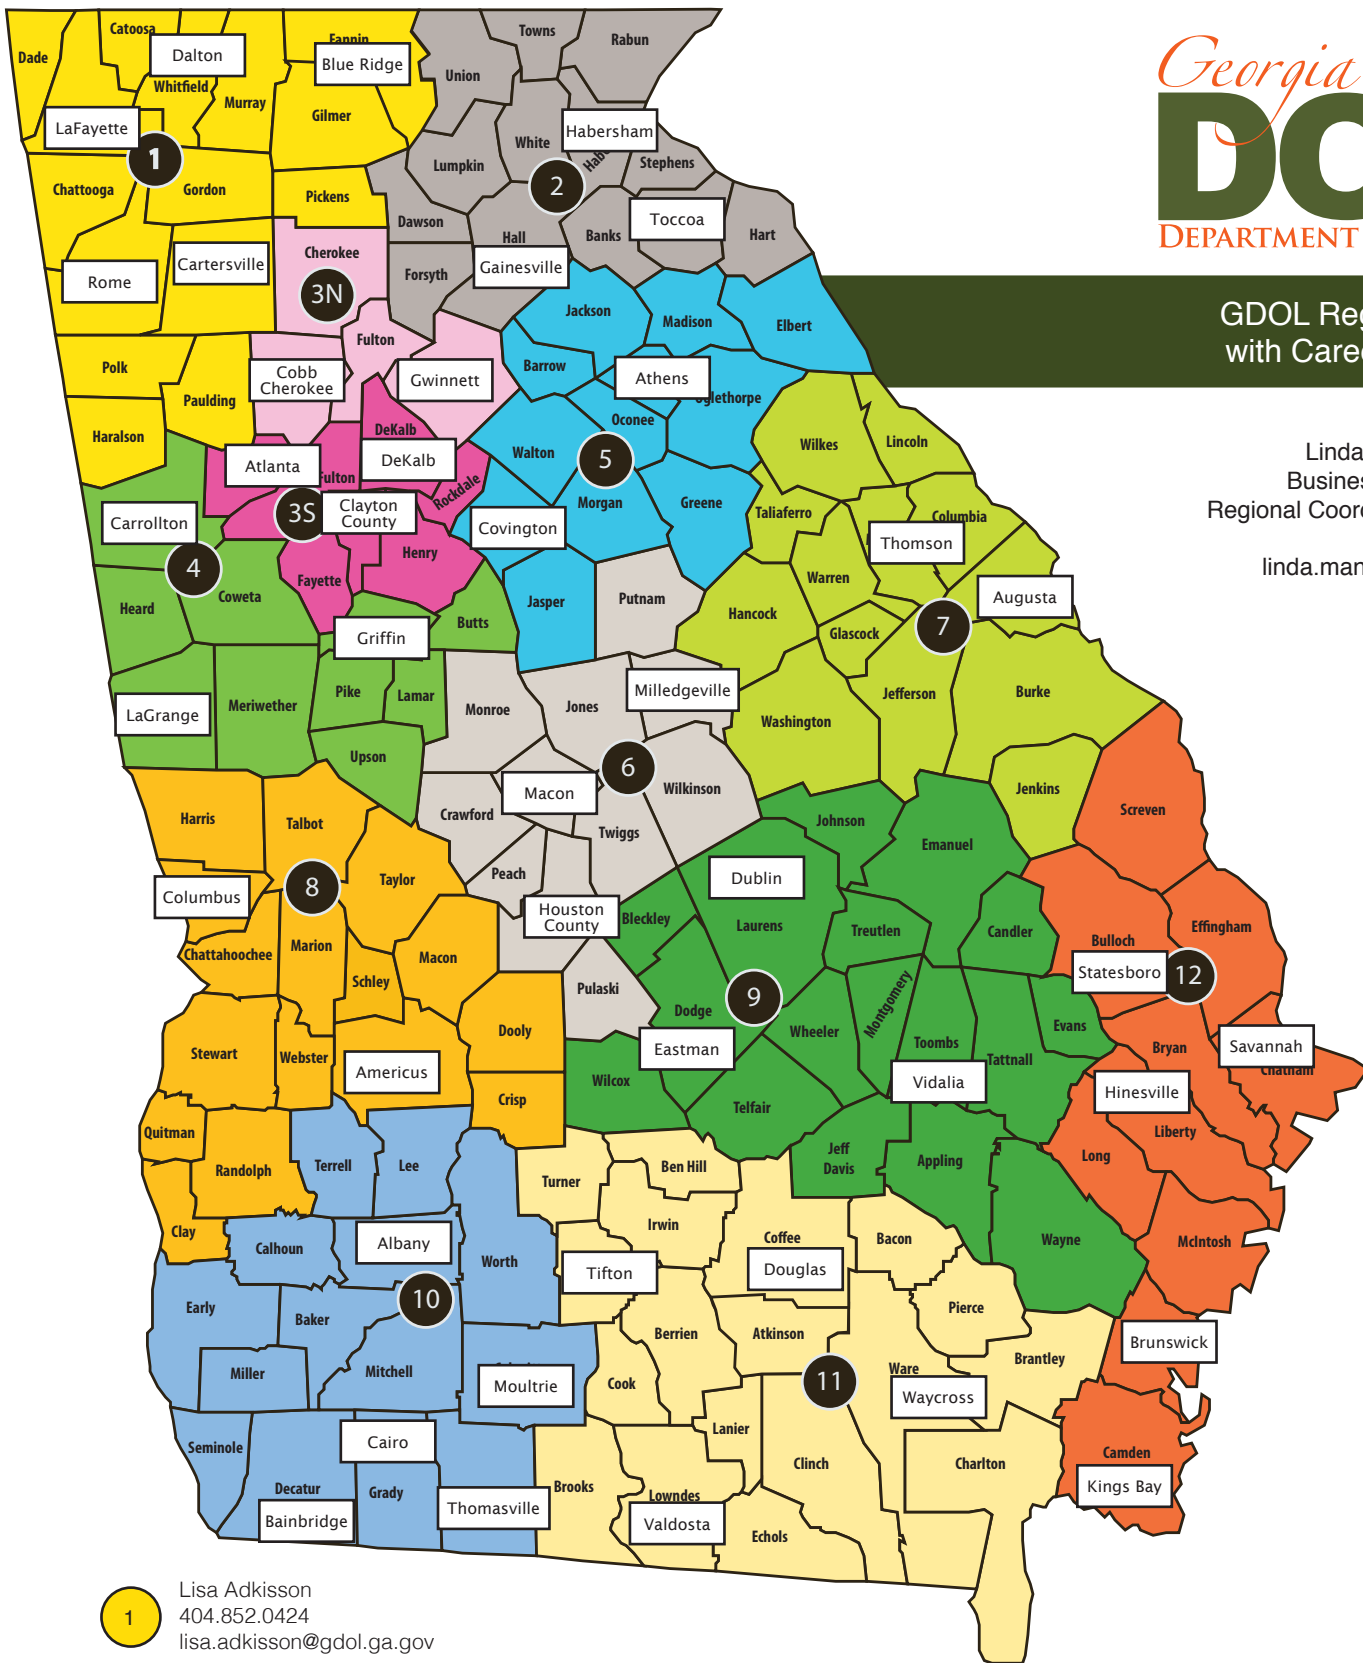 Georgia
DO
DEPARTMENT
GDOL Reg
with Caree
Linda
Business
Regional Coord
linda.man
Dade
Catoosa
Dalton
Whitfield
Murray
Fannin
Blue Ridge
Gilmer
Union
Towns
Rabun
LaFayette
1
Chattooga
Gordon
Pickens
Lumpkin
White
Habersham
Stephens
2
Dawson
Hall
Banks
Toccoa
Hart
Rome
Cartersville
Cherokee
3N
Forsyth
Gainesville
Jackson
Madison
Elbert
Polk
Paulding
Haralson
Fulton
Cobb
Cherokee
Gwinnett
Barrow
Athens
Oglethorpe
Oconee
DeKalb
Atlanta
Fulton
DeKalb
Walton
5
Wilkes
Lincoln
Carrollton
3S
Clayton
County
Rockdale
Covington
Morgan
Greene
Taliaferro
Columbia
Thomson
4
Heard
Coweta
Fayette
Henry
Griffin
Butts
Jasper
Putnam
Hancock
Warren
Glascock
7
Augusta
LaGrange
Meriwether
Pike
Lamar
Upson
Monroe
Jones
Milledgeville
Washington
Jefferson
Burke
6
Harris
Talbot
Crawford
Macon
Twiggs
Wilkinson
Johnson
Emanuel
Jenkins
Screven
Columbus
8
Taylor
Peach
Houston
County
Bleckley
Dublin
Laurens
Treutlen
Candler
Bulloch
Effingham
Chattahoochee
Marion
Schley
Macon
Pulaski
Dodge
9
Montgomery
Statesboro
12
Stewart
Webster
Americus
Dooly
Eastman
Wheeler
Toombs
Tattnall
Evans
Bryan
Savannah
Chatham
Crisp
Wilcox
Telfair
Vidalia
Hinesville
Quitman
Randolph
Terrell
Lee
Turner
Ben Hill
Jeff
Davis
Appling
Long
Liberty
Clay
Calhoun
Albany
Worth
Irwin
Tifton
Coffee
Douglas
Bacon
Wayne
McIntosh
Early
Baker
10
Berrien
Atkinson
Pierce
Brantley
Brunswick
Miller
Mitchell
Moultrie
Cook
11
Ware
Waycross
Seminole
Cairo
Lanier
Clinch
Charlton
Camden
Kings Bay
Decatur
Bainbridge
Grady
Thomasville
Brooks
Lowndes
Valdosta
Echols
1
Lisa Adkisson
404.852.0424
lisa.adkisson@gdol.ga.gov